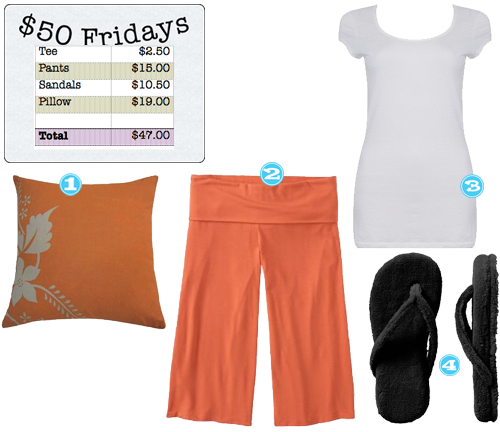 $50 Fridays
Tee $2.50
Pants $15.00
Sandals $10.50
Pillow $19.00
Total $47.00
1
2
3
4